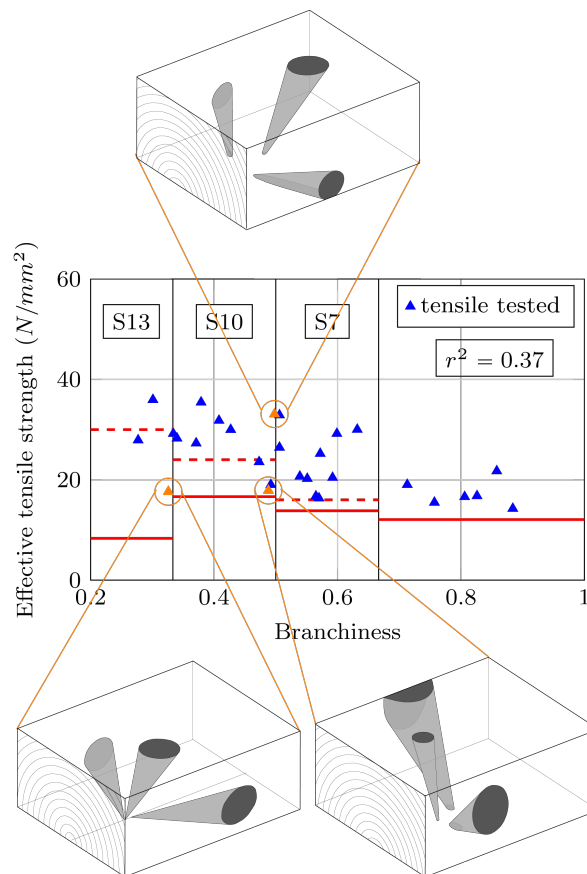 60
S13
S10
S7
tensile tested
r² = 0.37
40
20
0
Effective tensile strength (N/mm²)
0.2
0.4
0.6
0.8
1
Branchiness